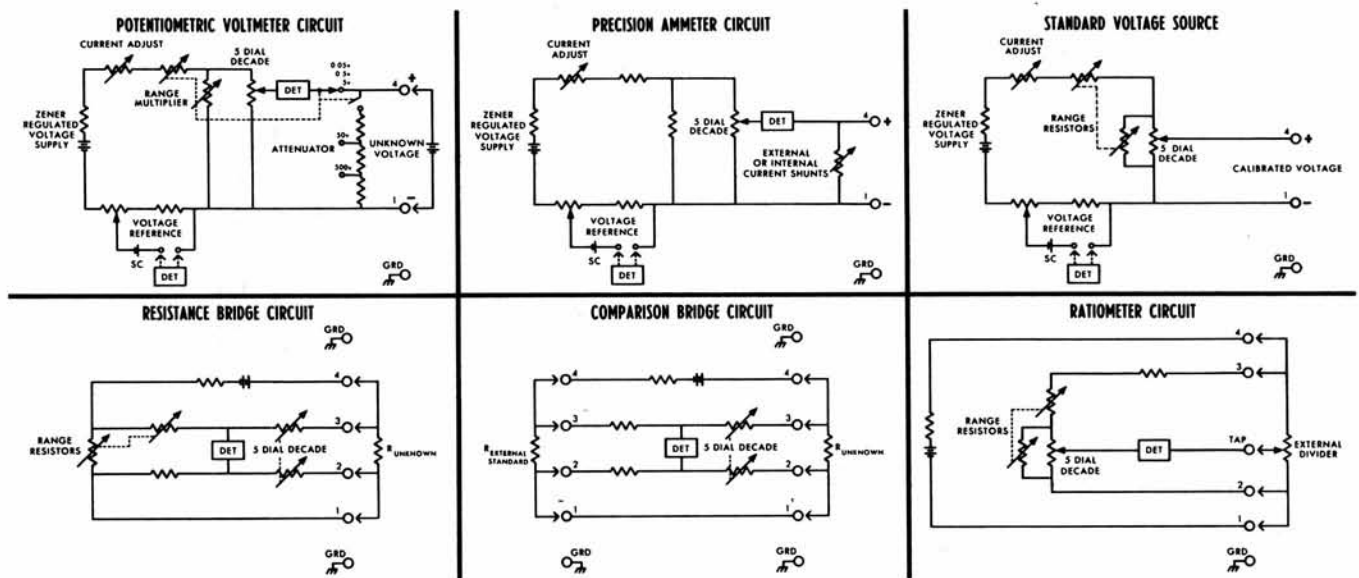 POTENTIOMETRIC VOLTMETER CIRCUIT
CURRENT ADJUST
5 DIAL
DECADE
0 05v
0 5v
5v
4
+
DET
RANGE
MULTIPLIER
ZENER
REGULATED
VOLTAGE
SUPPLY
50v
ATTENUATOR
500v
UNKNOWN
VOLTAGE
1
–
VOLTAGE
REFERENCE
SC
DET
GRD
PRECISION AMMETER CIRCUIT
CURRENT
ADJUST
ZENER
REGULATED
VOLTAGE
SUPPLY
5 DIAL
DECADE
DET
4
+
EXTERNAL
OR INTERNAL
CURRENT SHUNTS
1
–
VOLTAGE
REFERENCE
SC
DET
GRD
STANDARD VOLTAGE SOURCE
CURRENT
ADJUST
ZENER
REGULATED
VOLTAGE
SUPPLY
RANGE
RESISTORS
5 DIAL
DECADE
4
+
CALIBRATED VOLTAGE
1
–
VOLTAGE
REFERENCE
SC
DET
GRD
RESISTANCE BRIDGE CIRCUIT
GRD
4
2
RANGE
RESISTORS
DET
5 DIAL DECADE
R UNKNOWN
2
1
GRD
COMPARISON BRIDGE CIRCUIT
GRD
4
4
3
3
R EXTERNAL
STANDARD
DET
5 DIAL DECADE
R UNKNOWN
2
2
1
1'
GRD
GRD
RATIOMETER CIRCUIT
4
3
RANGE
RESISTORS
5 DIAL
DECADE
DET
TAP
EXTERNAL
DIVIDER
2
1
GRD